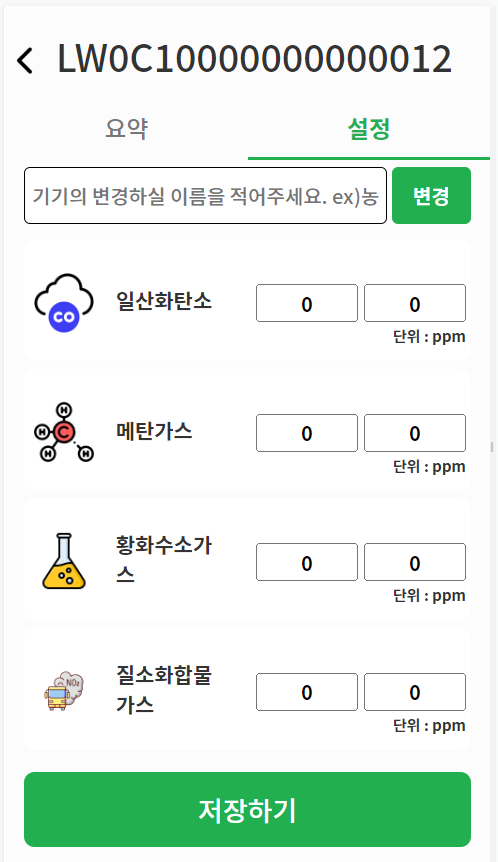 LW0C10000000000012
요약 설정
기기의 변경하실 이름을 적어주세요. ex)농 변경
CO 일산화탄소 0 0
단위 : ppm
H H C H H 메탄가스 0 0
단위 : ppm
황화수소가
스 0 0
단위 : ppm
NO₂ 질소화합물
가스 0 0
단위 : ppm
저장하기